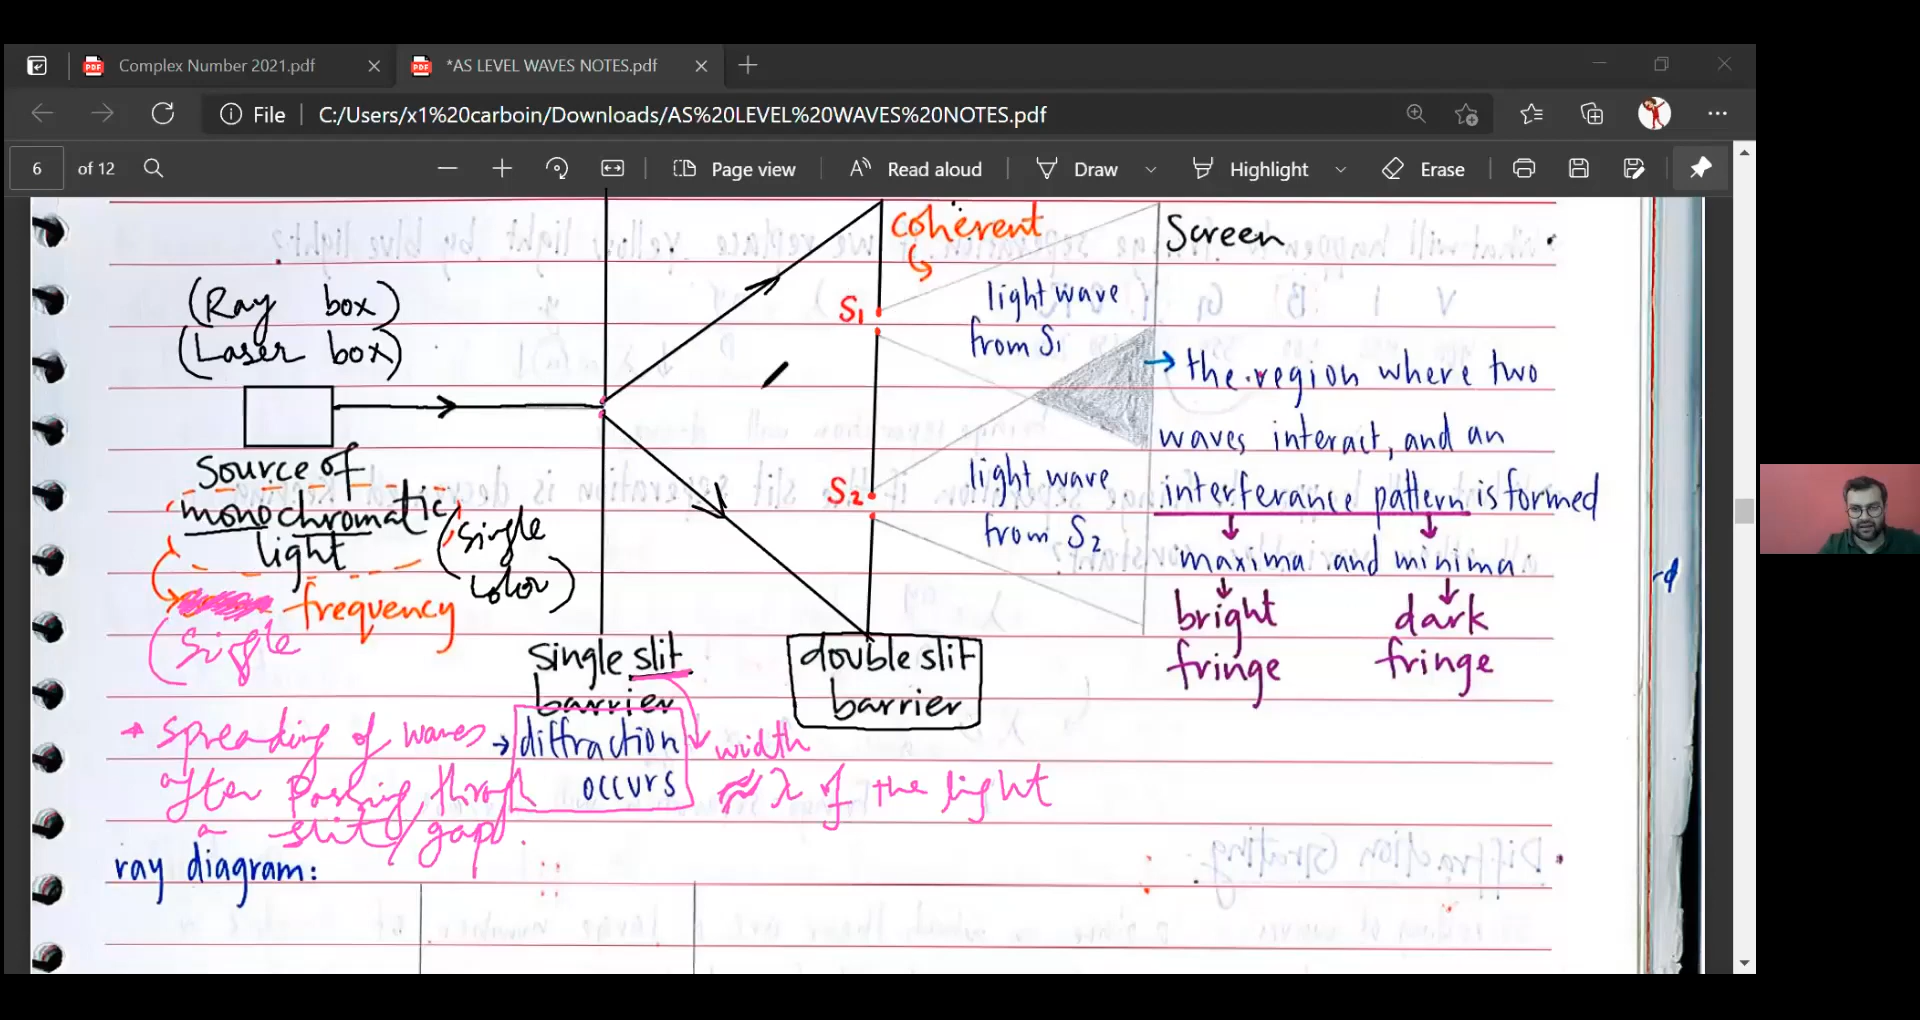 Complex Number 2021.pdf
*AS LEVEL WAVES NOTES.pdf
File
C:/Users/x1%20carboin/Downloads/AS%20LEVEL%20WAVES%20NOTES.pdf
6 of 12
Page view
Read aloud
Draw
Highlight
Erase
coherent
Screen
(Ray box)
(Laser box)
S1
light wave
from S1
the region where two
waves interact, and an
interferance pattern is formed
maxima and minima
bright
fringe
dark
fringe
S2
light wave
from S2
Source of
monochromatic
light
(single
color)
frequency
(single
single slit
barrier
double slit
barrier
diffraction
occurs
width
≈ λ of the light
spreading of waves
after passing through
a slit/gap.
ray diagram:
Diffraction Grating: